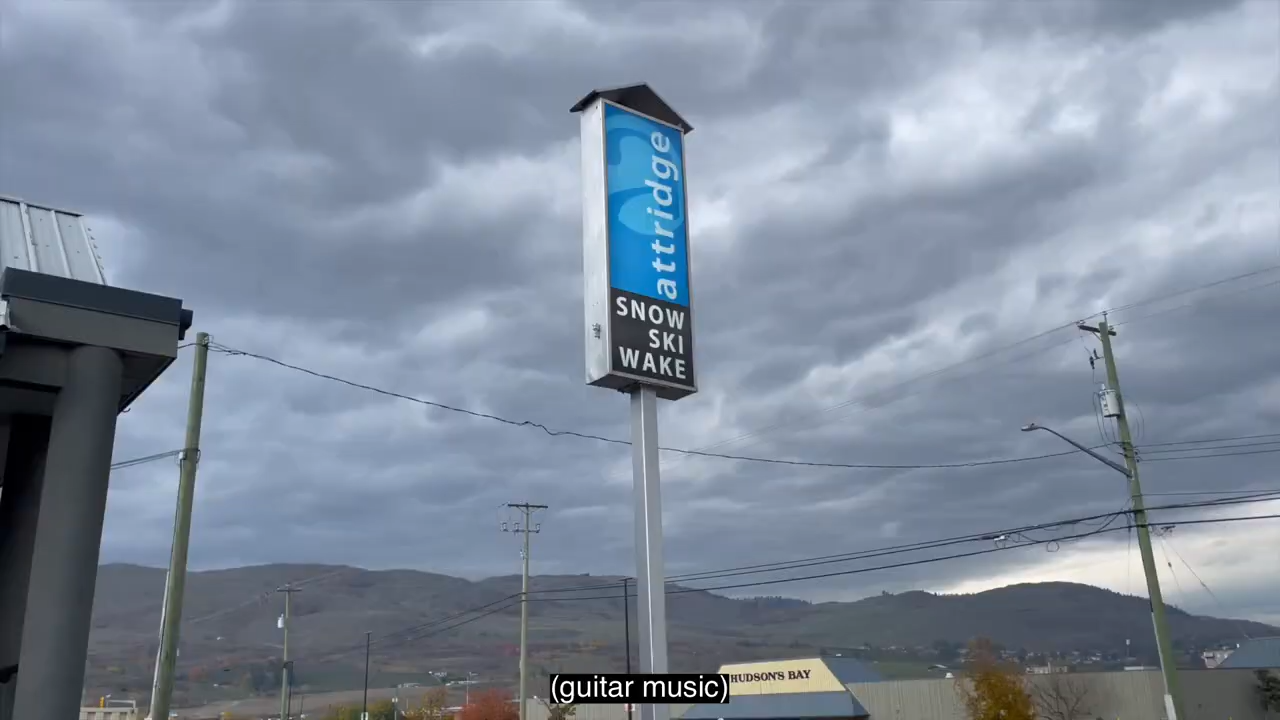 attridge
SNOW
SKI
WAKE
HUDSON'S BAY
(guitar music)